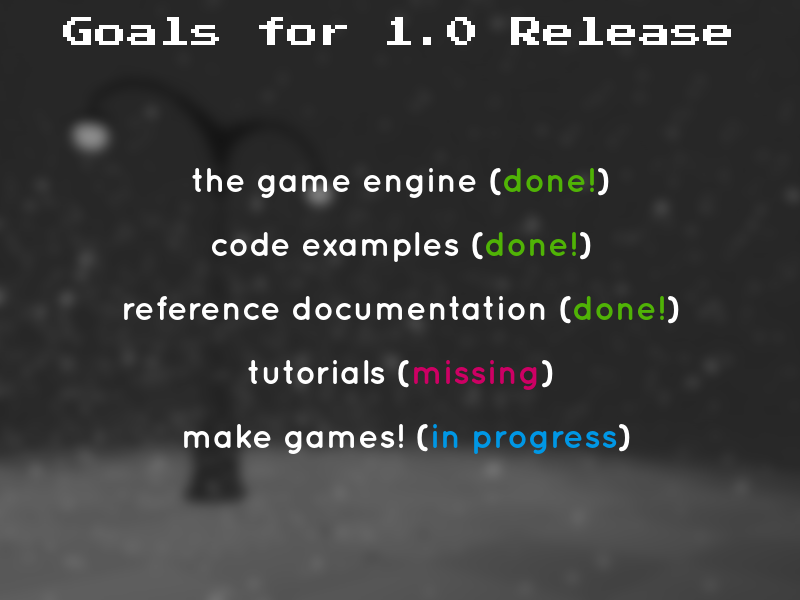 Goals for 1.0 Release
the game engine (done!)
code examples (done!)
reference documentation (done!)
tutorials (missing)
make games! (in progress)